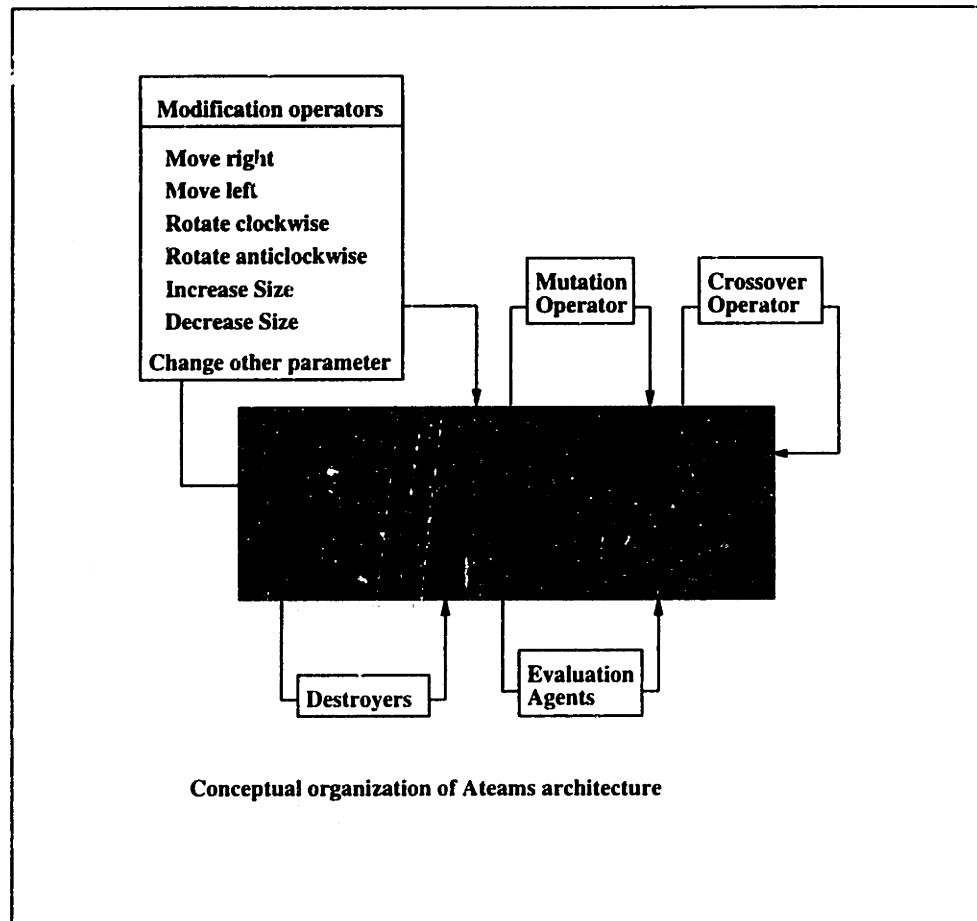 Modification operators
Move right
Move left
Rotate clockwise
Rotate anticlockwise
Increase Size
Decrease Size
Change other parameter
Mutation
Operator
Crossover
Operator
Destroyers
Evaluation
Agents
Conceptual organization of Ateams architecture